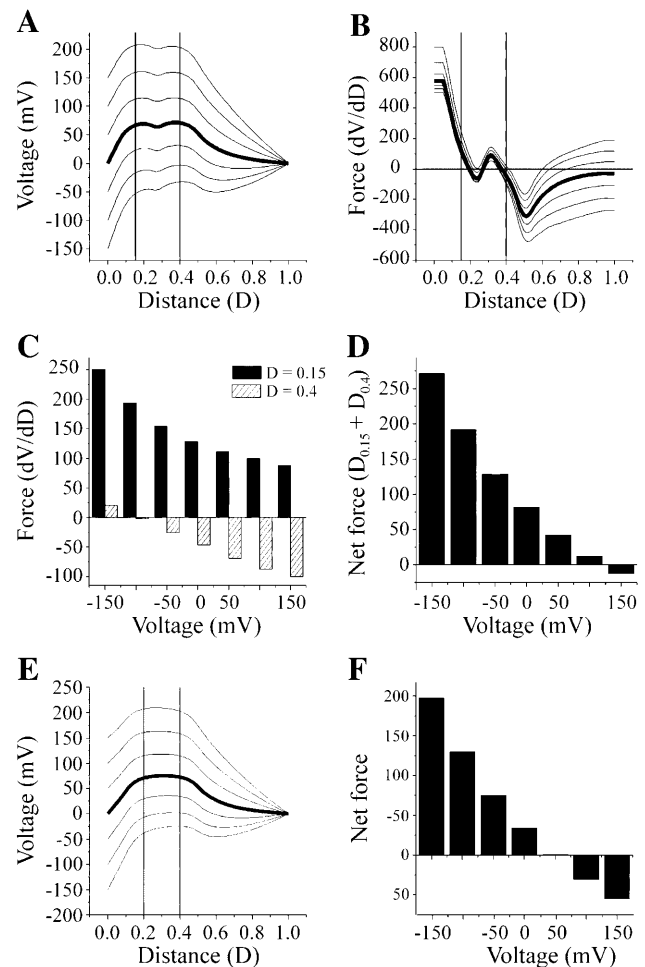 A
B
200
150
100
50
0
-50
-100
-150
Voltage (mV)
0.0 0.2 0.4 0.6 0.8 1.0
Distance (D)
800
600
400
200
0
-200
-400
-600
Force (dV/dD)
0.0 0.2 0.4 0.6 0.8 1.0
Distance (D)
C
D
250
200
150
100
50
0
-50
-100
Force (dV/dD)
D = 0.15
D = 0.4
-150 -50 0 50 150
Voltage (mV)
250
200
150
100
50
0
Net force (D0.15 + D0.4)
-150 -50 0 50 150
Voltage (mV)
E
F
250
200
150
100
50
0
-50
-100
-150
-200
Voltage (mV)
0.0 0.2 0.4 0.6 0.8 1.0
Distance (D)
200
150
100
-50
0
50
Net force
-150 -50 0 50 150
Voltage (mV)